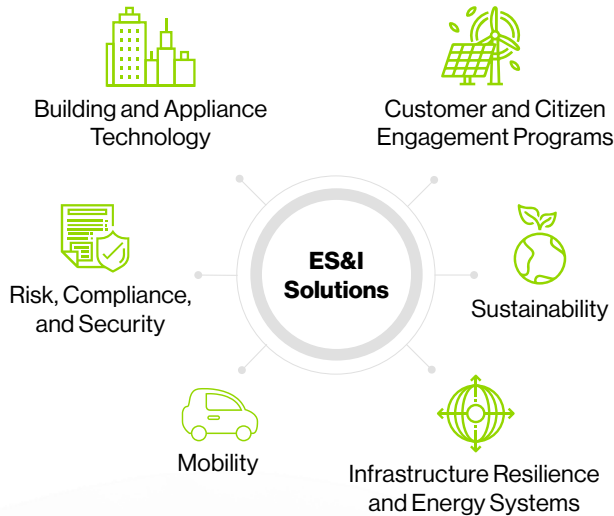 Building and Appliance
Technology
Customer and Citizen
Engagement Programs
ES&I
Solutions
Risk, Compliance,
and Security
Sustainability
Mobility
Infrastructure Resilience
and Energy Systems